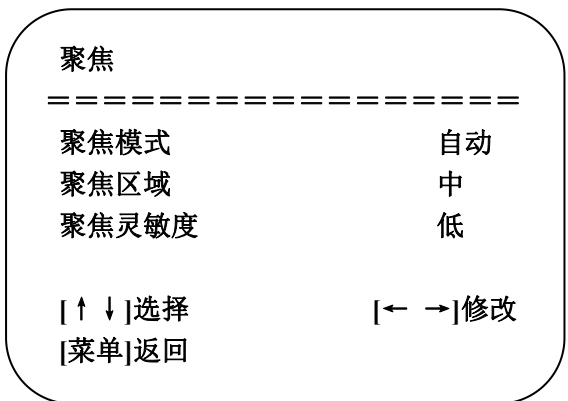 聚焦
=================
聚焦模式 自动
聚焦区域 中
聚焦灵敏度 低
[↑↓]选择 [← →]修改
[菜单]返回